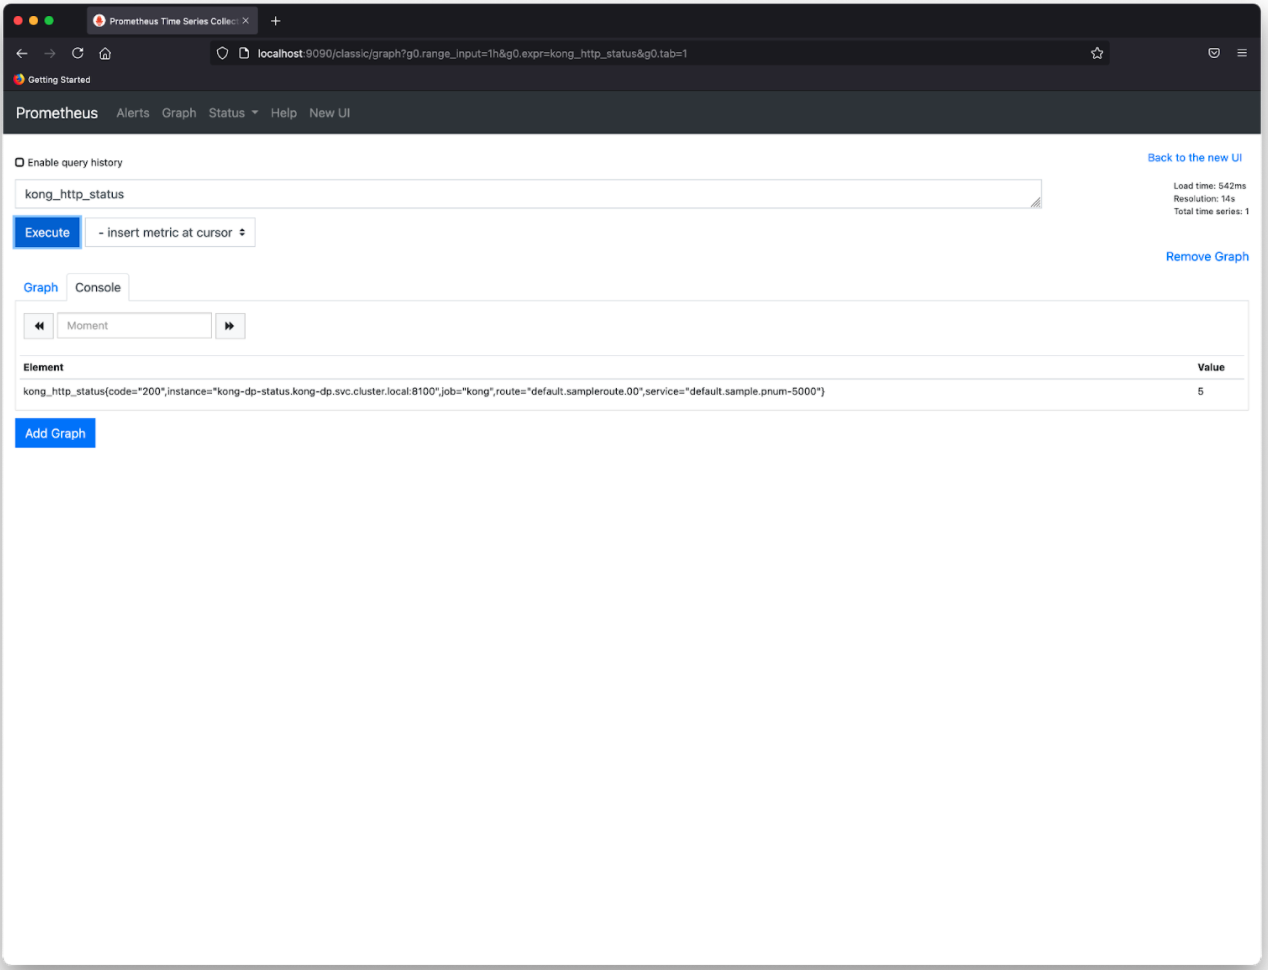 Prometheus Time Series Collect
localhost:9090/classic/graph?g0.range_input=1h&g0.expr=kong_http_status&g0.tab=1
Getting Started
Prometheus Alerts Graph Status Help New UI
Enable query history
Back to the new UI
kong_http_status
Load time: 542ms
Resolution: 14s
Total time series: 1
Execute
- insert metric at cursor
Remove Graph
Graph Console
Moment
Element Value
kong_http_status{code="200",instance="kong-dp-status.kong-dp.svc.cluster.local:8100",job="kong",route="default.sampleroute.00",service="default.sample.pnum-5000"} 5
Add Graph